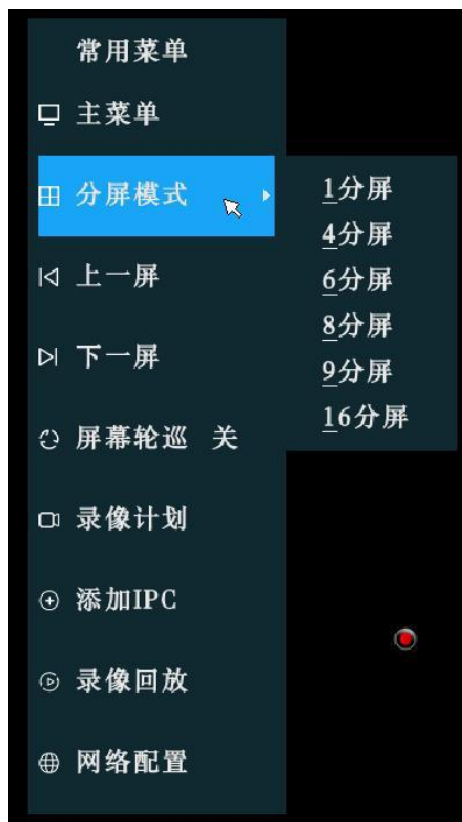 常用菜单
主菜单
分屏模式
1分屏
4分屏
6分屏
8分屏
9分屏
16分屏
上一屏
下一屏
屏幕轮巡 关
录像计划
添加IPC
录像回放
网络配置